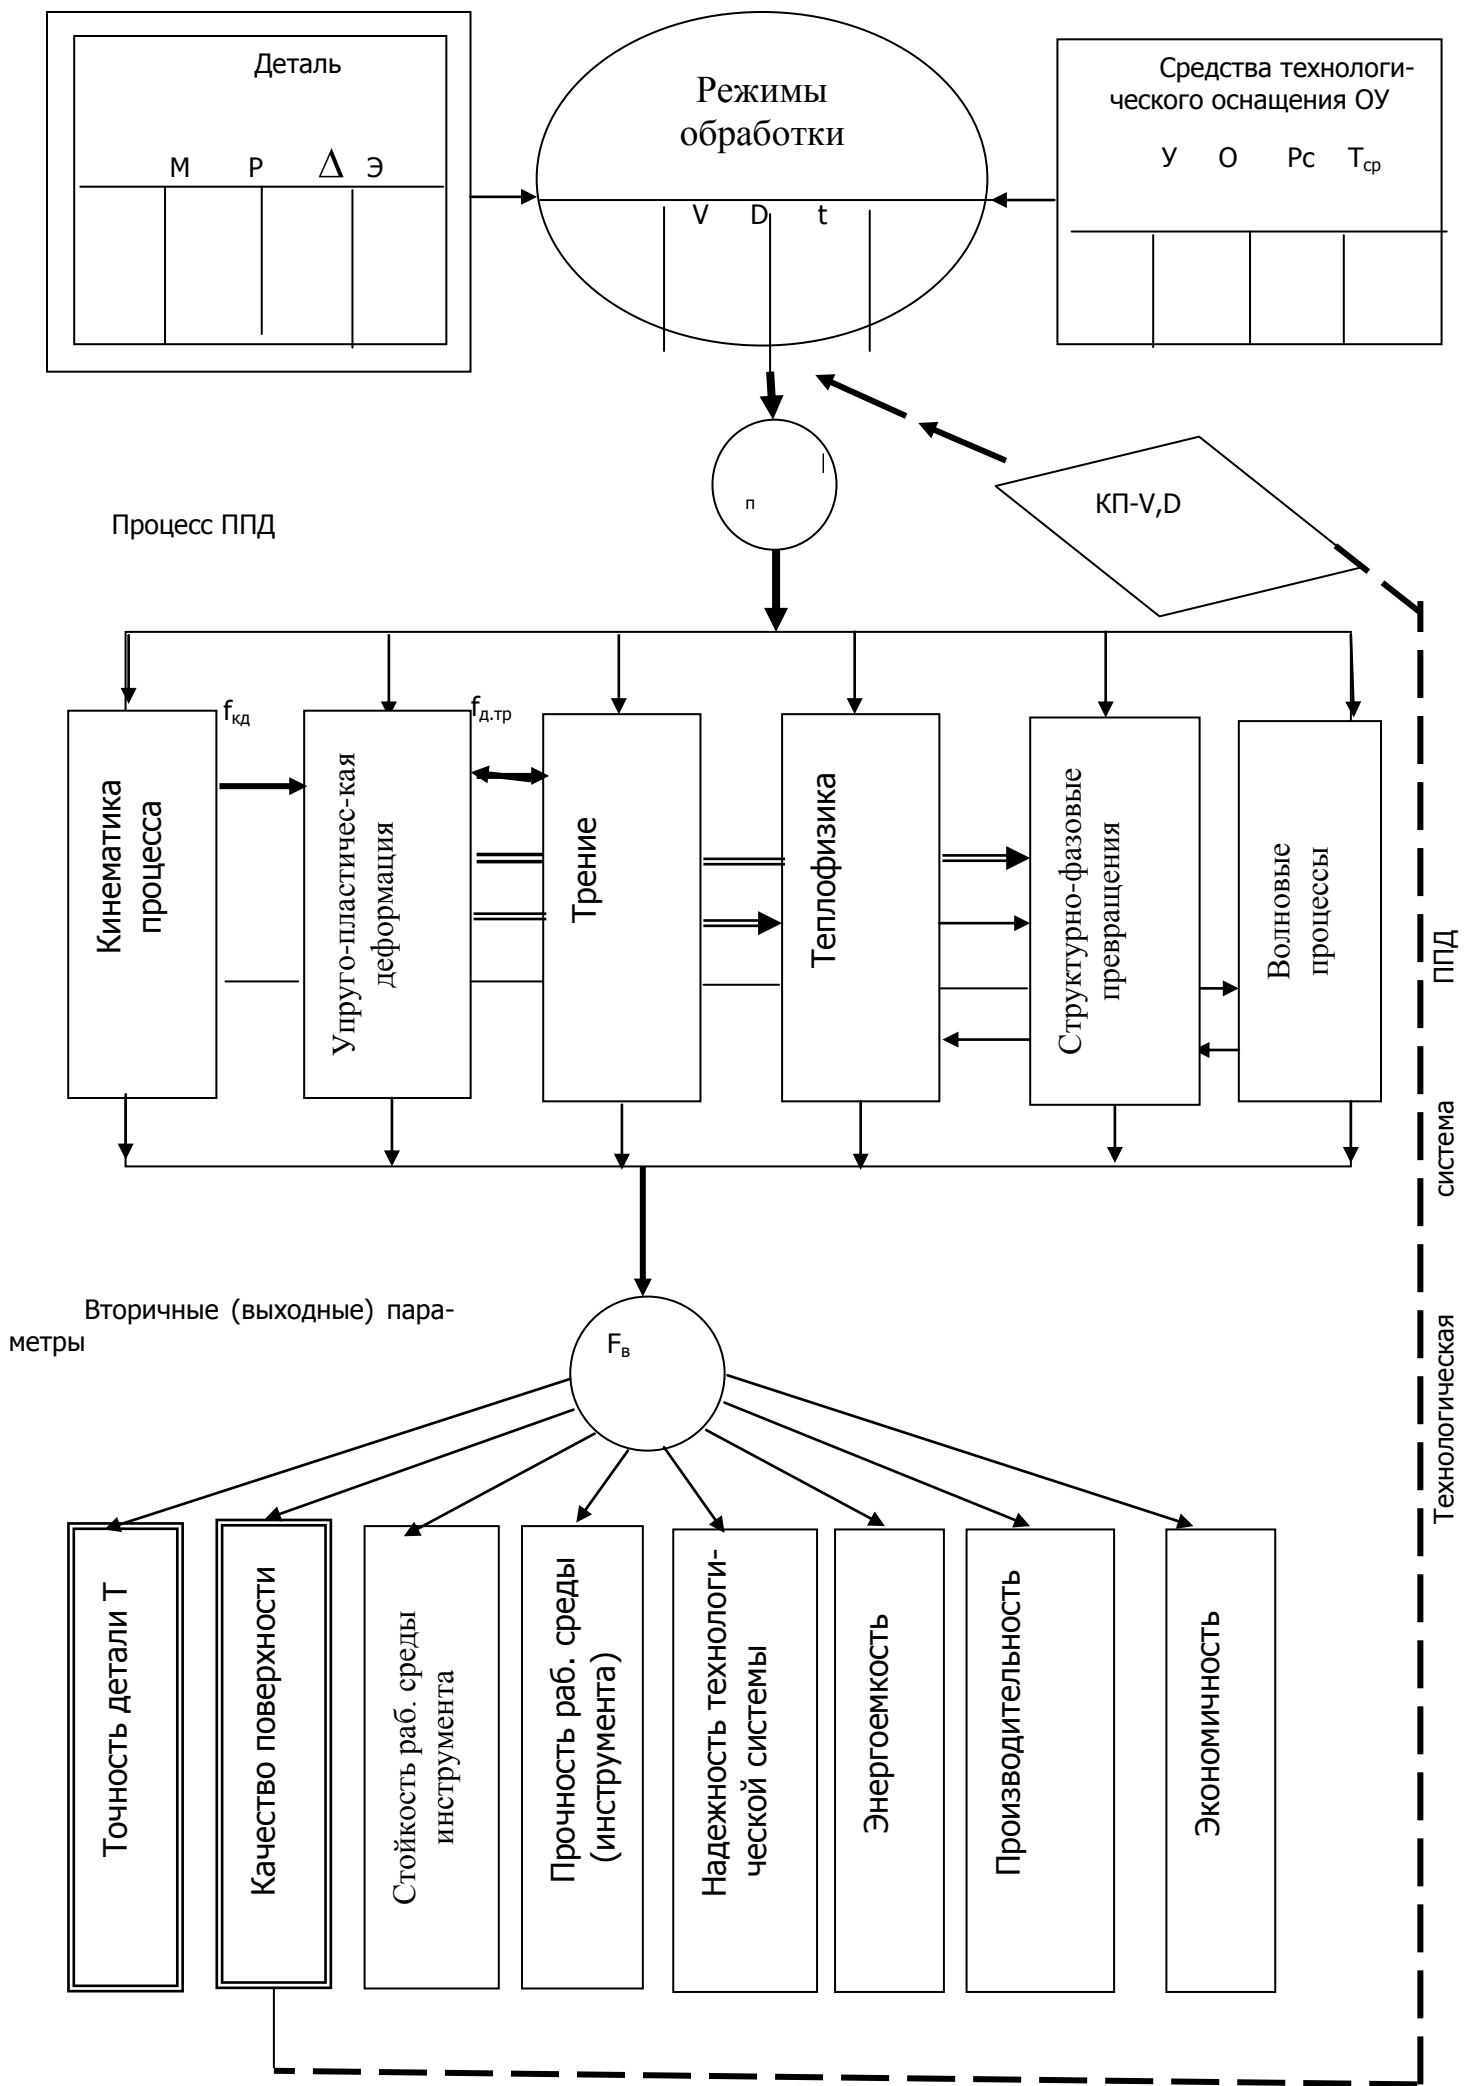 Деталь
М Р Δ Э
Режимы
обработки
V D t
Средства технологи-
ческого оснащения ОУ
У О Рс Тср
п
КП-V,D
Процесс ППД
fкд
fд.тр
Кинематика
процесса
Упруго-пластичес-кая
деформация
Трение
Теплофизика
Структурно-фазовые
превращения
Волновые
процессы
Технологическая система ППД
Вторичные (выходные) пара-
метры
Fв
Точность детали Т
Качество поверхности
Стойкость раб. среды
инструмента
Прочность раб. среды
(инструмента)
Надежность технологи-
ческой системы
Энергоемкость
Производительность
Экономичность